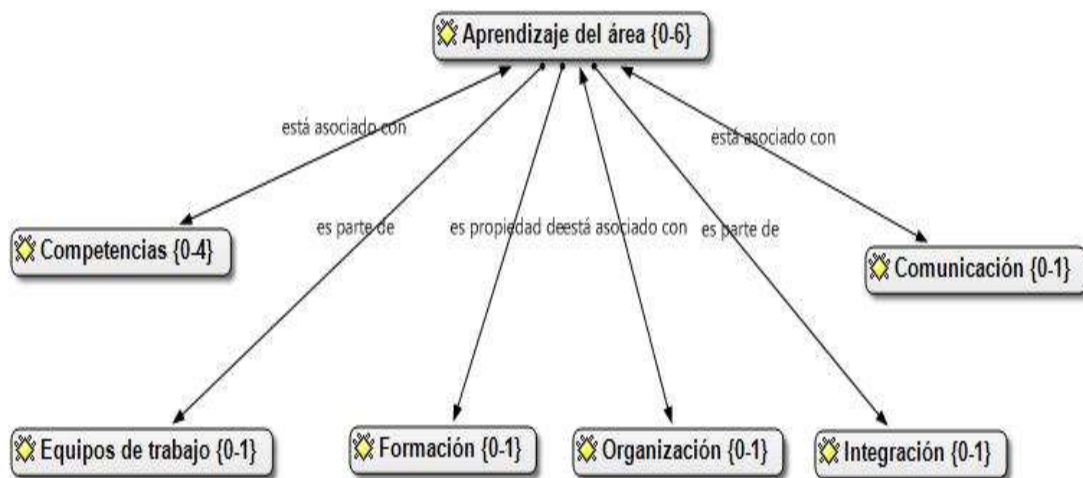 Aprendizaje del área {0-6}
está asociado con
está asociado con
es parte de
es propiedad de
está asociado con
es parte de
Competencias {0-4}
Comunicación {0-1}
Equipos de trabajo {0-1}
Formación {0-1}
Organización {0-1}
Integración {0-1}